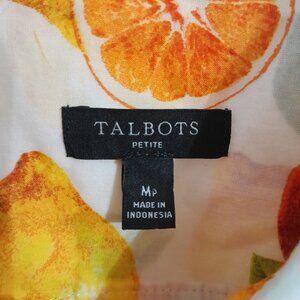 TALBOTS
PETITE
MP
MADE IN
INDONESIA